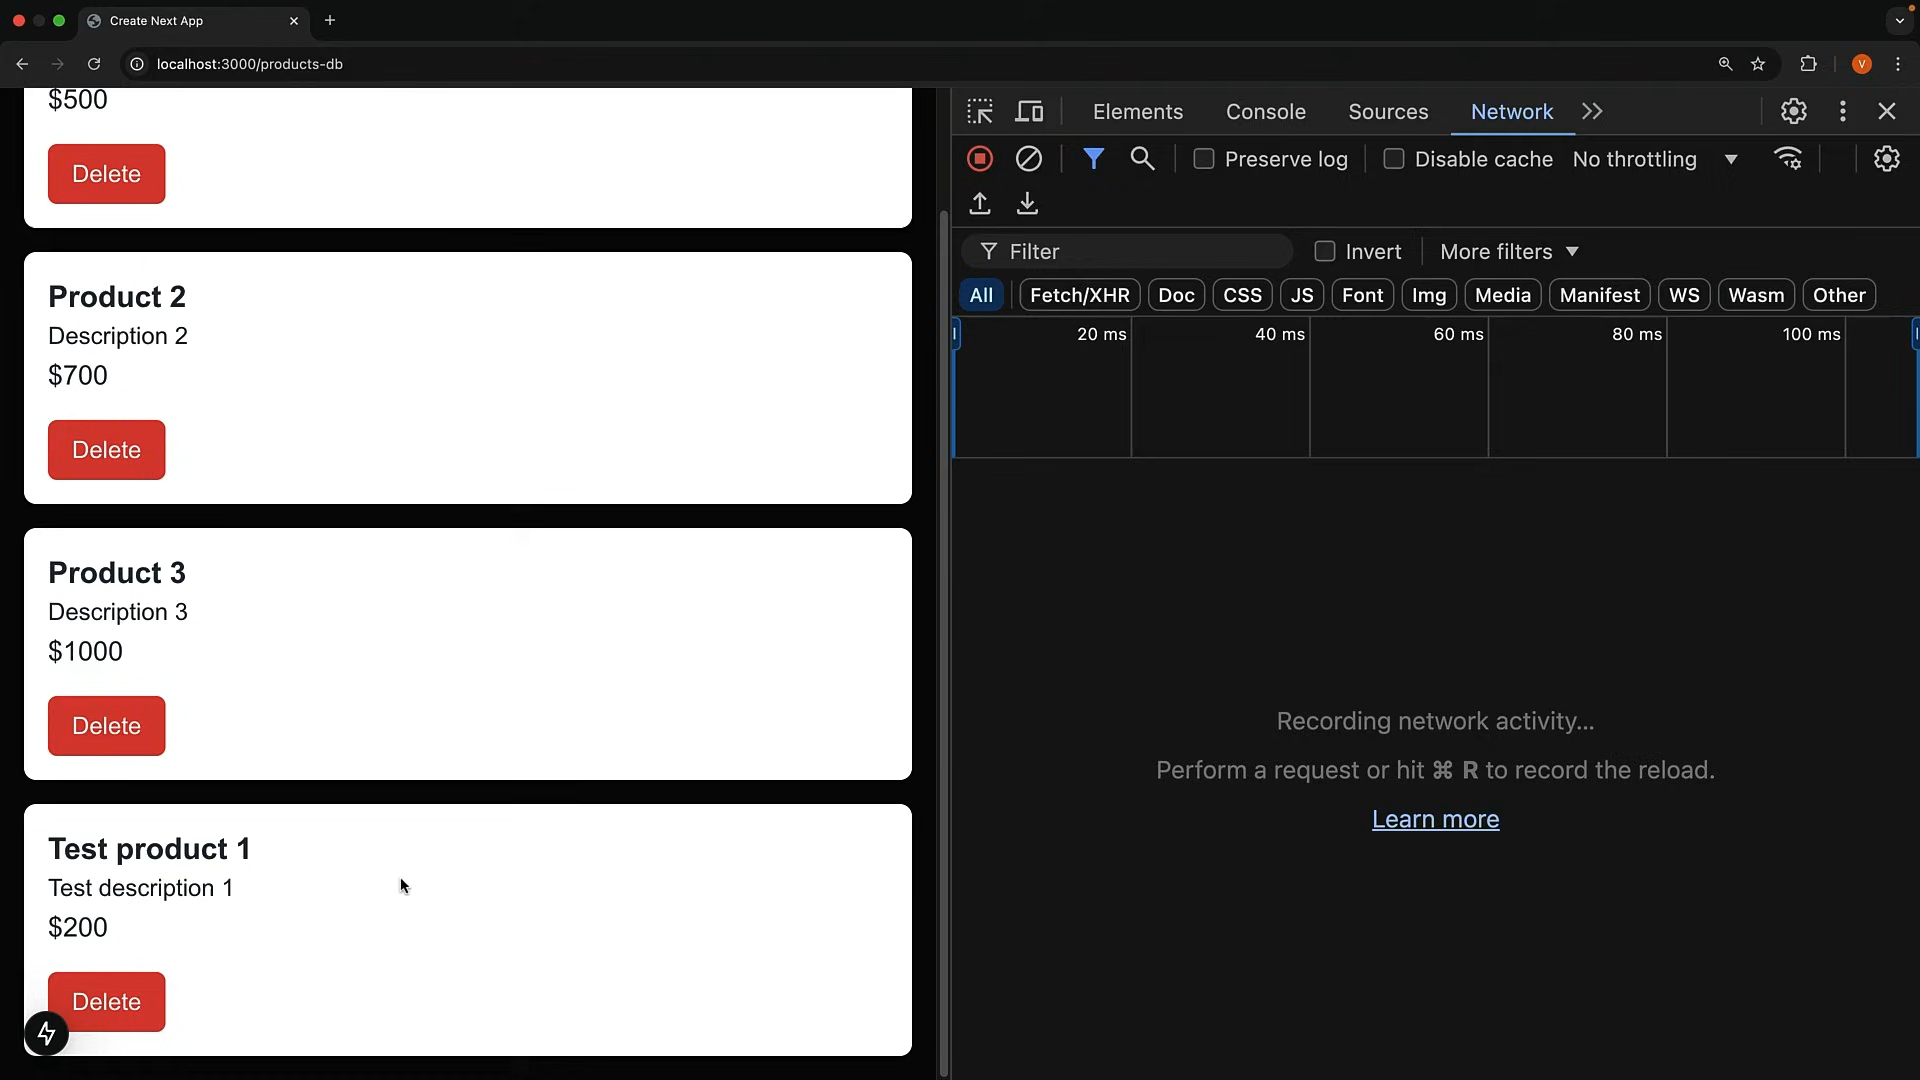 Create Next App
localhost:3000/products-db
V
$500
Delete
Product 2
Description 2
$700
Delete
Product 3
Description 3
$1000
Delete
Test product 1
Test description 1
$200
Delete
Elements Console Sources Network
Preserve log Disable cache No throttling
Filter Invert More filters
All Fetch/XHR Doc CSS JS Font Img Media Manifest WS Wasm Other
20 ms 40 ms 60 ms 80 ms 100 ms
Recording network activity...
Perform a request or hit ⌘ R to record the reload.
Learn more